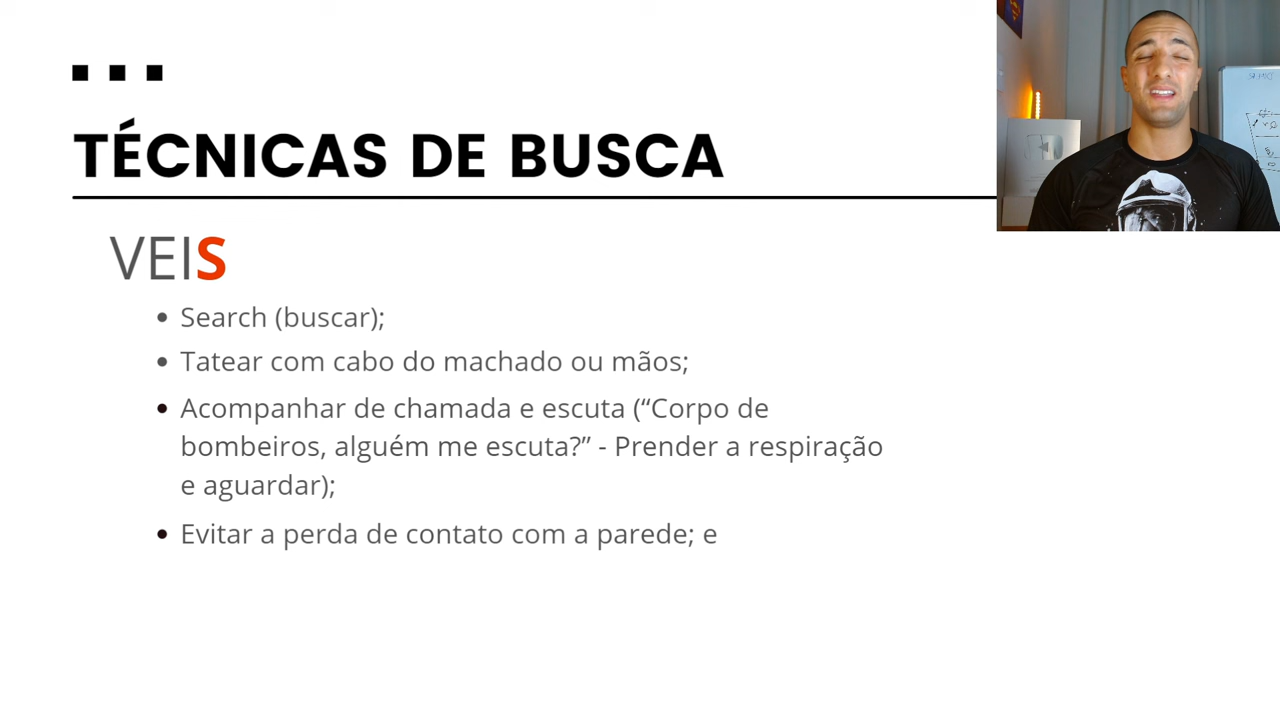 TÉCNICAS DE BUSCA
VEIS
• Search (buscar);
• Tatear com cabo do machado ou mãos;
• Acompanhar de chamada e escuta (“Corpo de
bombeiros, alguém me escuta?” - Prender a respiração
e aguardar);
• Evitar a perda de contato com a parede; e